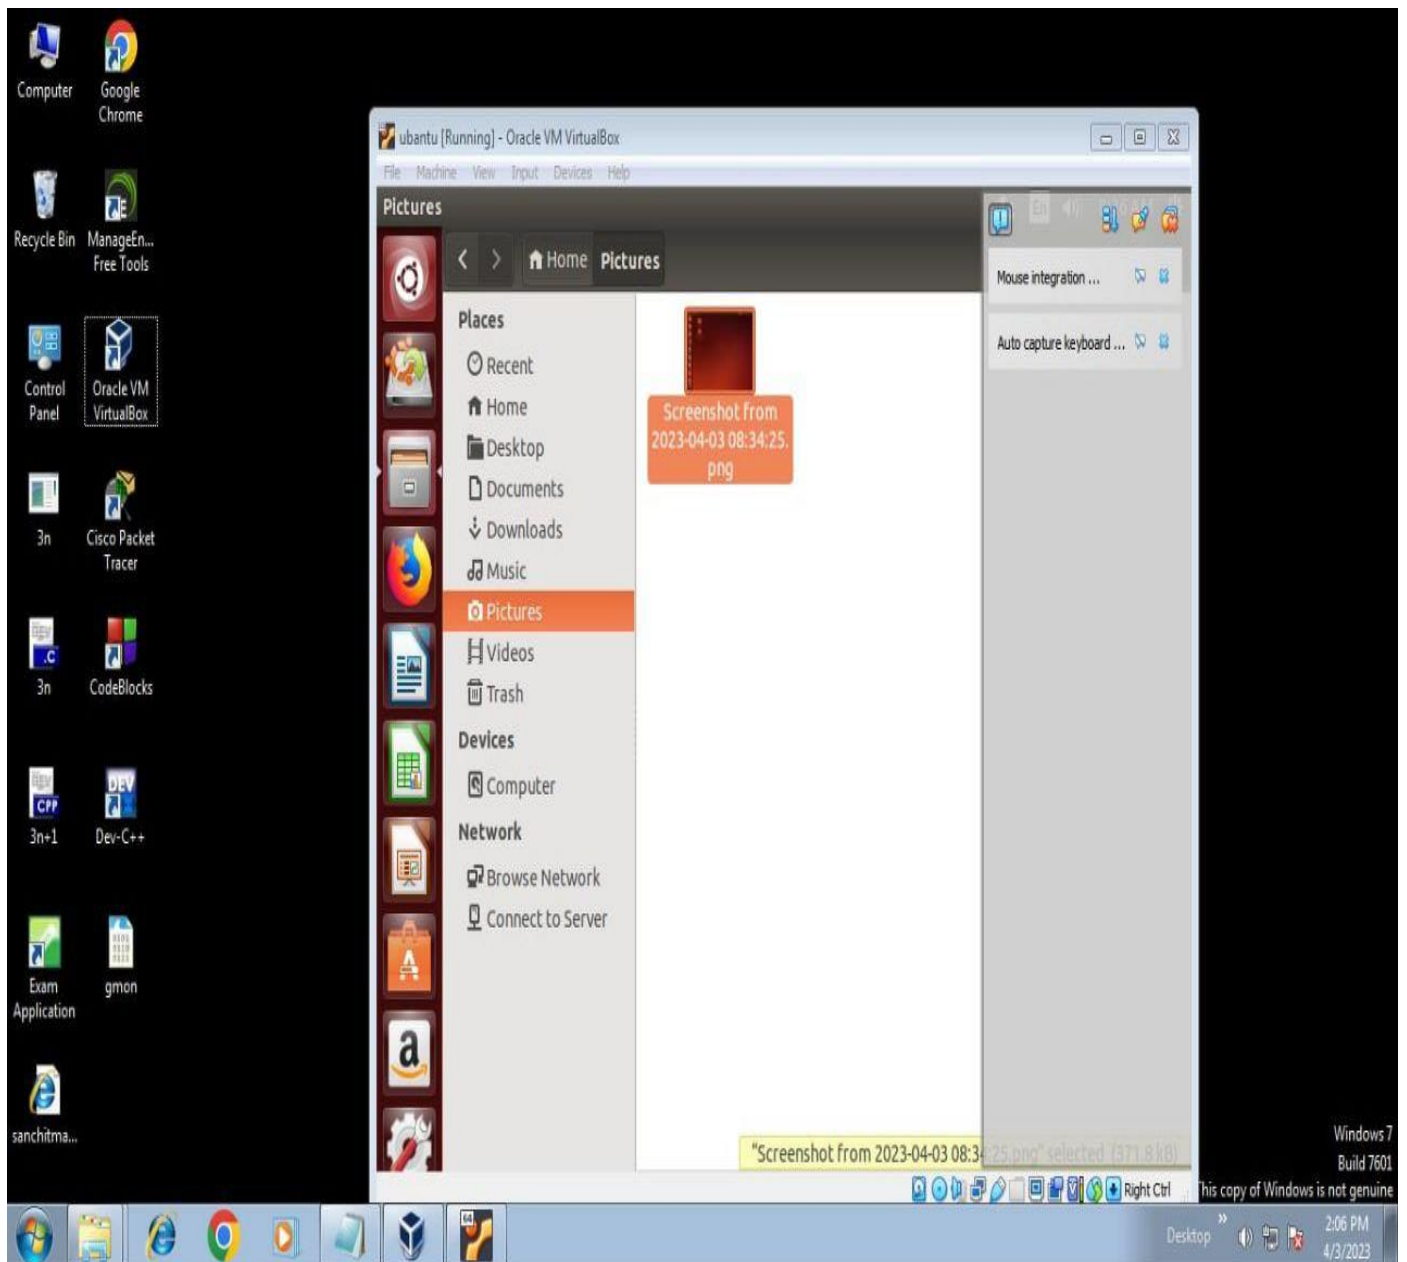 Computer
Google
Chrome
Recycle Bin
ManageEn...
Free Tools
Control
Panel
Oracle VM
VirtualBox
3n
Cisco Packet
Tracer
.C
3n
CodeBlocks
CPP
3n+1
DEV
Dev-C++
Exam
Application
gmon
sanchitma...
ubantu [Running] - Oracle VM VirtualBox
File Machine View Input Devices Help
Pictures
En
Home Pictures
Mouse integration ...
Auto capture keyboard ...
Places
Recent
Home
Desktop
Documents
Downloads
Music
Pictures
Videos
Trash
Devices
Computer
Network
Browse Network
Connect to Server
Screenshot from
2023-04-03 08:34:25.
png
"Screenshot from 2023-04-03 08:34:25.png" selected (371.8 kB)
Right Ctrl
Windows 7
Build 7601
his copy of Windows is not genuine
64
Desktop
2:06 PM
4/3/2023